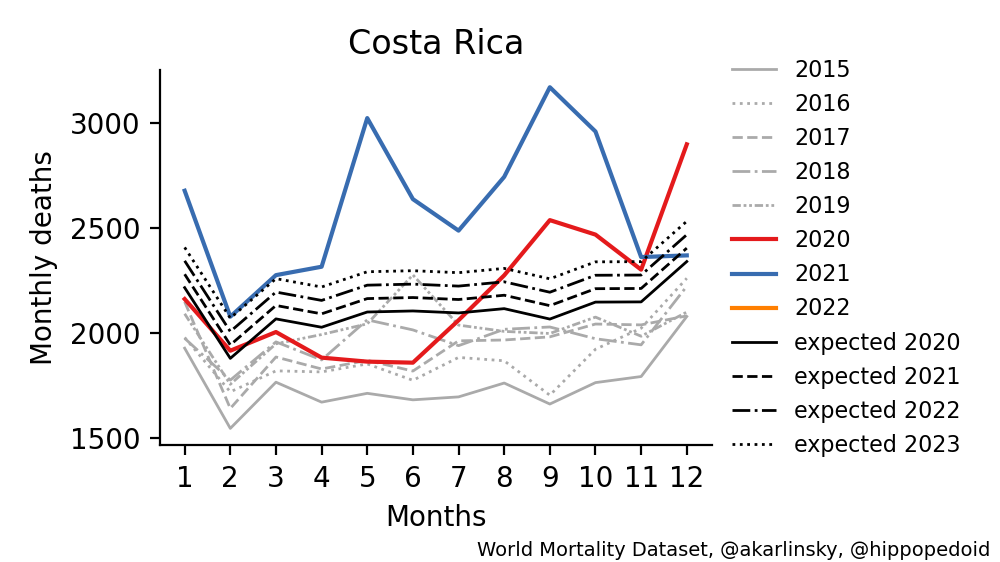 Costa Rica
Monthly deaths
3000
2500
2000
1500
1 2 3 4 5 6 7 8 9 10 11 12
Months
2015
2016
2017
2018
2019
2020
2021
2022
expected 2020
expected 2021
expected 2022
expected 2023
World Mortality Dataset, @akarlinsky, @hippopedoid